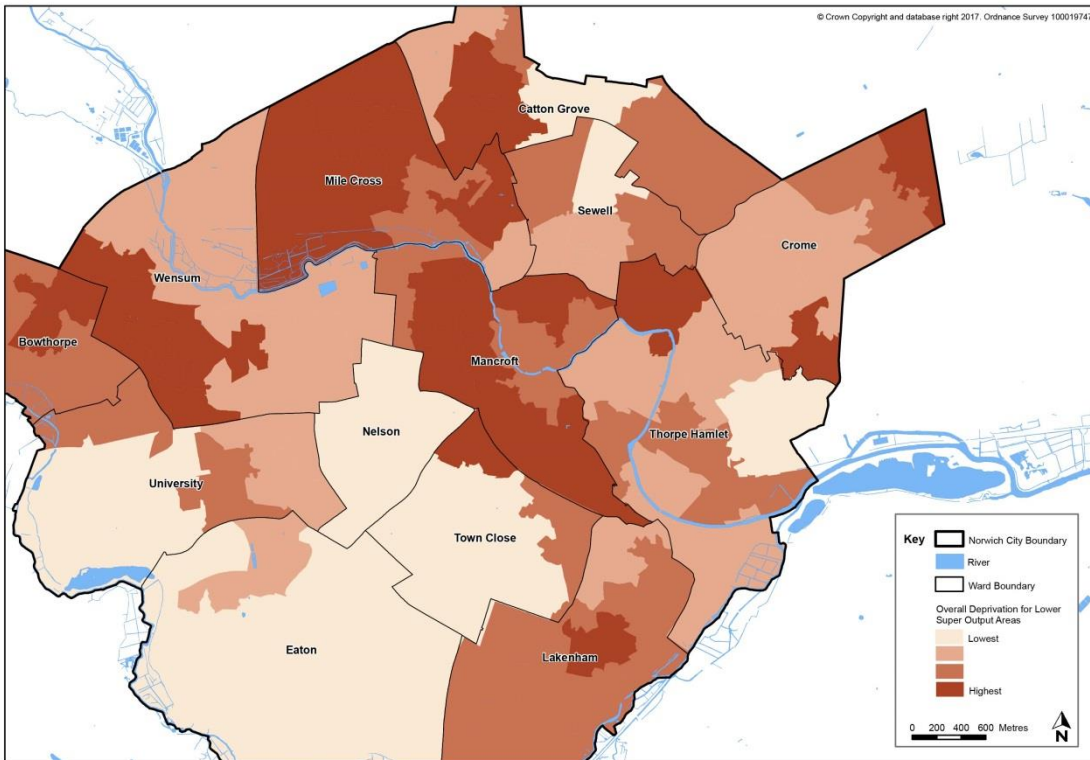 © Crown Copyright and database right 2017. Ordnance Survey 100019747
Catton Grove
Mile Cross
Sewell
Crome
Wensum
Bowthorpe
Mancroft
Nelson
Thorpe Hamlet
University
Town Close
Eaton
Lakenham
Key
Norwich City Boundary
River
Ward Boundary
Overall Deprivation for Lower
Super Output Areas
Lowest
Highest
0 200 400 600 Metres
N